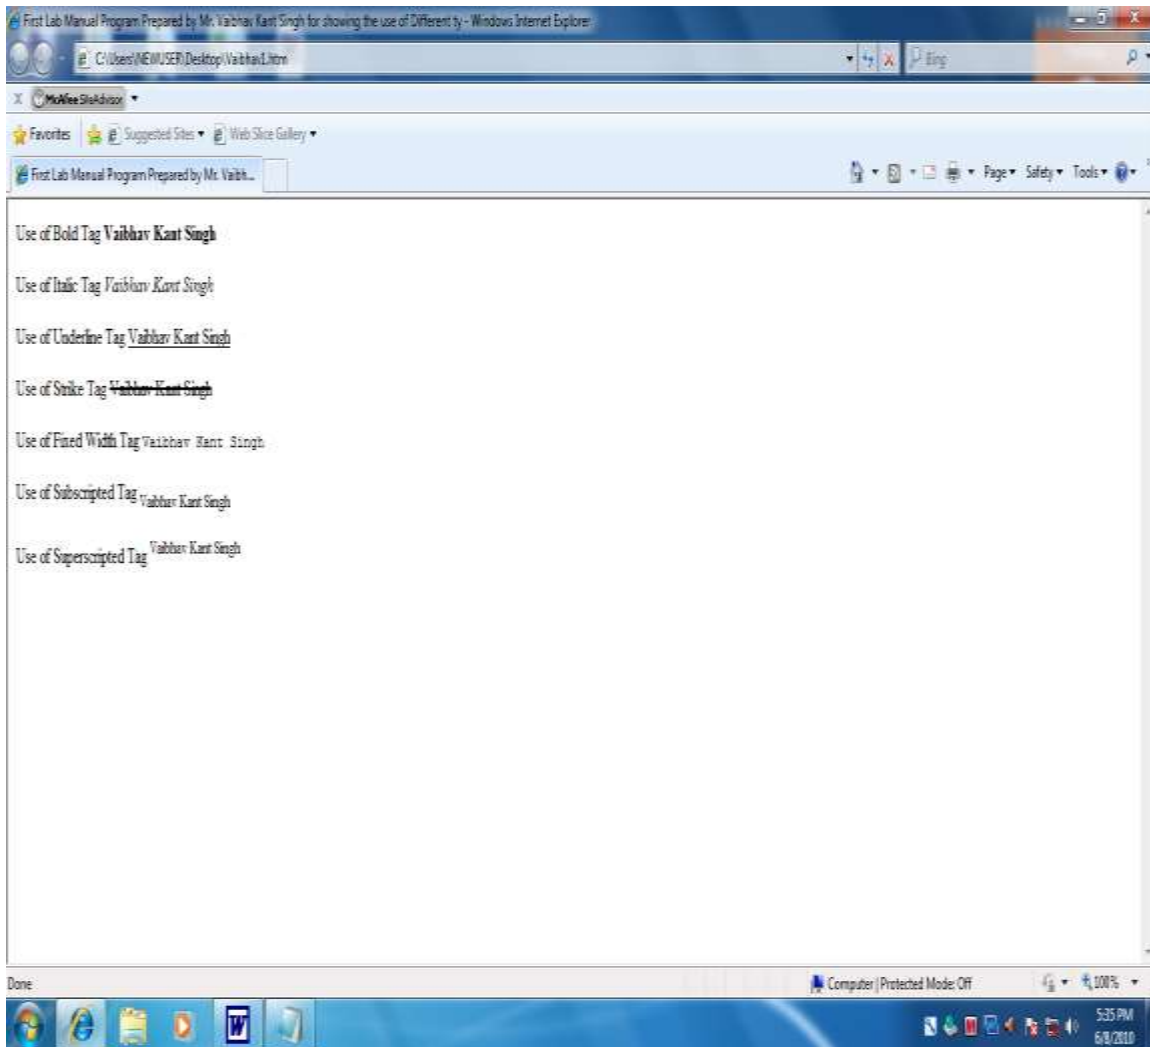 First Lab Manual Program Prepared by Mr. Vaibhav Kant Singh for showing the use of Different ty - Windows Internet Explorer
C:\Users\NEWUSER\Desktop\Vaibhav1.htm
Bing
X McAfee SiteAdvisor
Favorites Suggested Sites Web Slice Gallery
First Lab Manual Program Prepared by Mr. Vaibh... Page Safety Tools
Use of Bold Tag Vaibhav Kant Singh
Use of Italic Tag Vaibhav Kant Singh
Use of Underline Tag Vaibhav Kant Singh
Use of Strike Tag Vaibhav Kant Singh
Use of Fixed Width Tag Vaibhav Kant Singh
Use of Subscripted Tag Vaibhav Kant Singh
Use of Superscripted Tag Vaibhav Kant Singh
Done Computer | Protected Mode: Off 100%
5:35 PM
6/8/2010